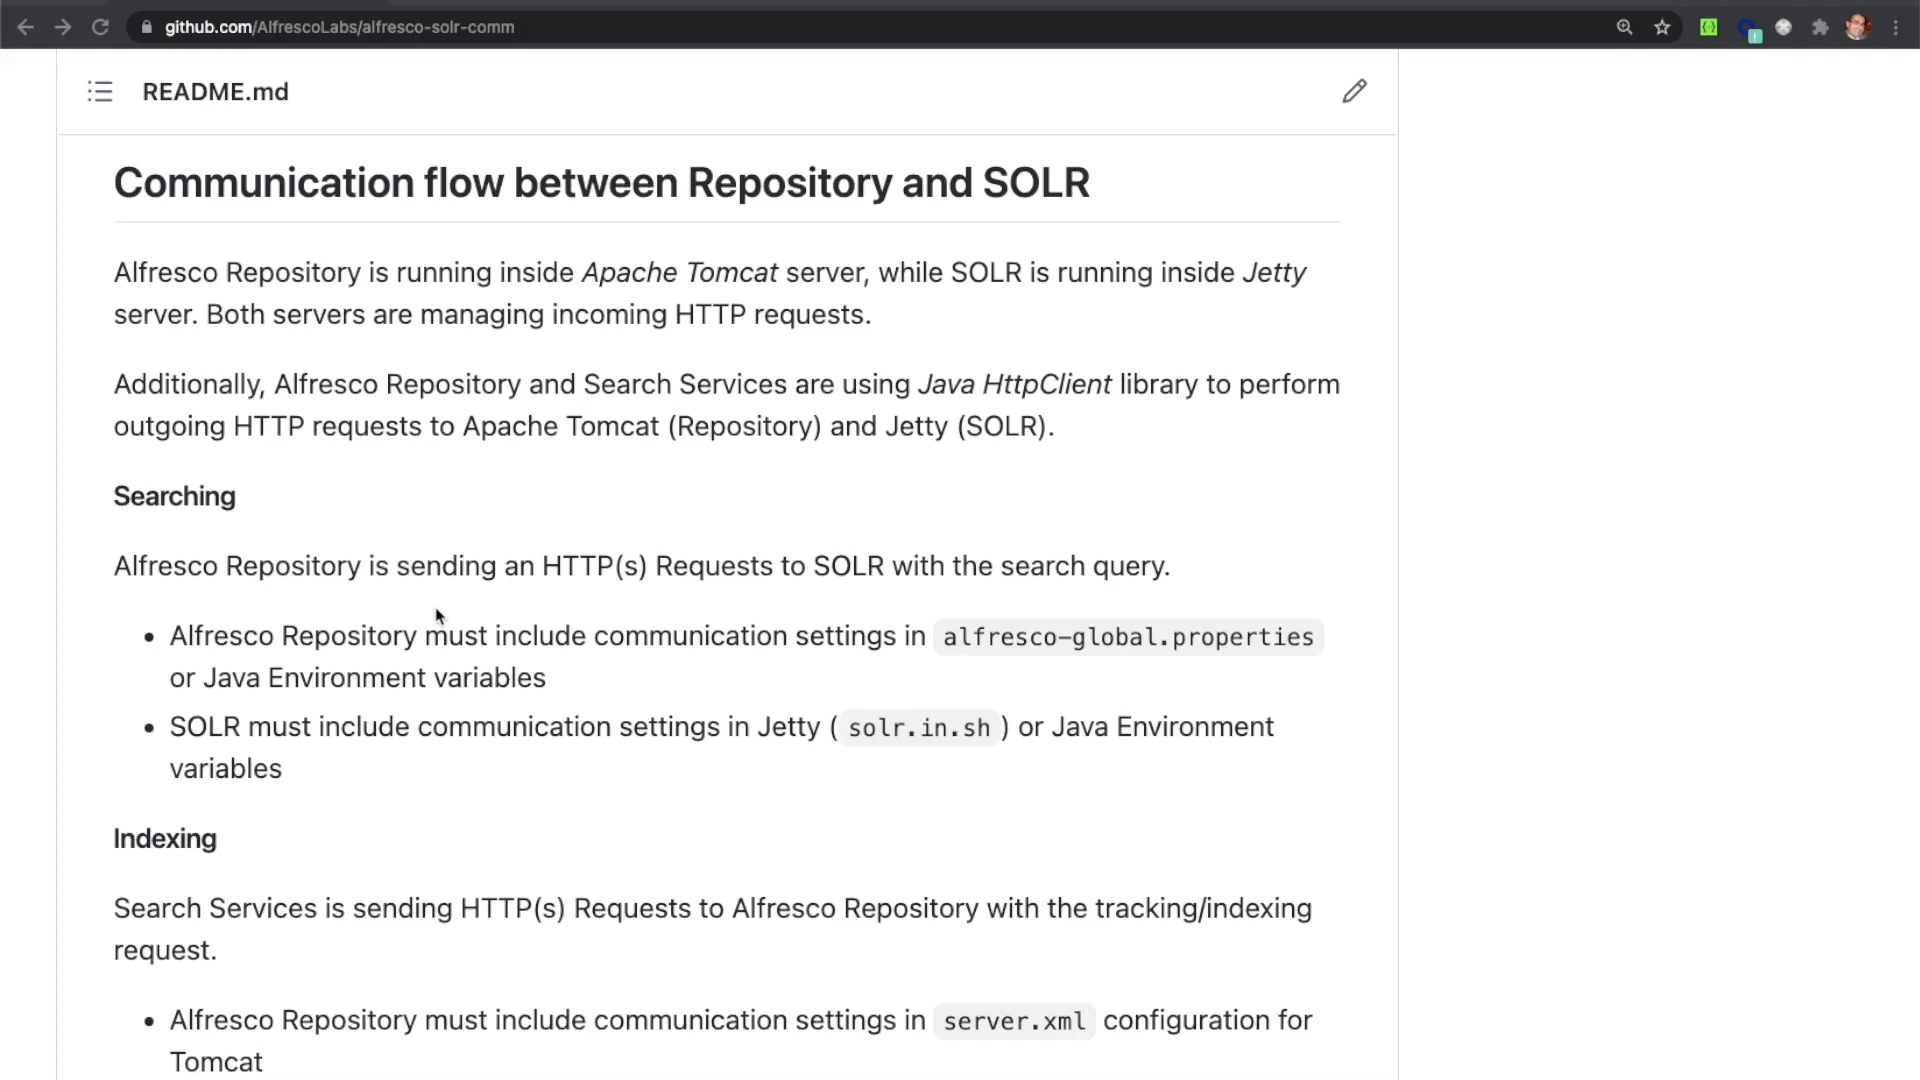 github.com/AlfrescoLabs/alfresco-solr-comm
README.md
Communication flow between Repository and SOLR
Alfresco Repository is running inside Apache Tomcat server, while SOLR is running inside Jetty
server. Both servers are managing incoming HTTP requests.
Additionally, Alfresco Repository and Search Services are using Java HttpClient library to perform
outgoing HTTP requests to Apache Tomcat (Repository) and Jetty (SOLR).
Searching
Alfresco Repository is sending an HTTP(s) Requests to SOLR with the search query.
• Alfresco Repository must include communication settings in alfresco-global.properties
or Java Environment variables
• SOLR must include communication settings in Jetty ( solr.in.sh ) or Java Environment
variables
Indexing
Search Services is sending HTTP(s) Requests to Alfresco Repository with the tracking/indexing
request.
• Alfresco Repository must include communication settings in server.xml configuration for
Tomcat